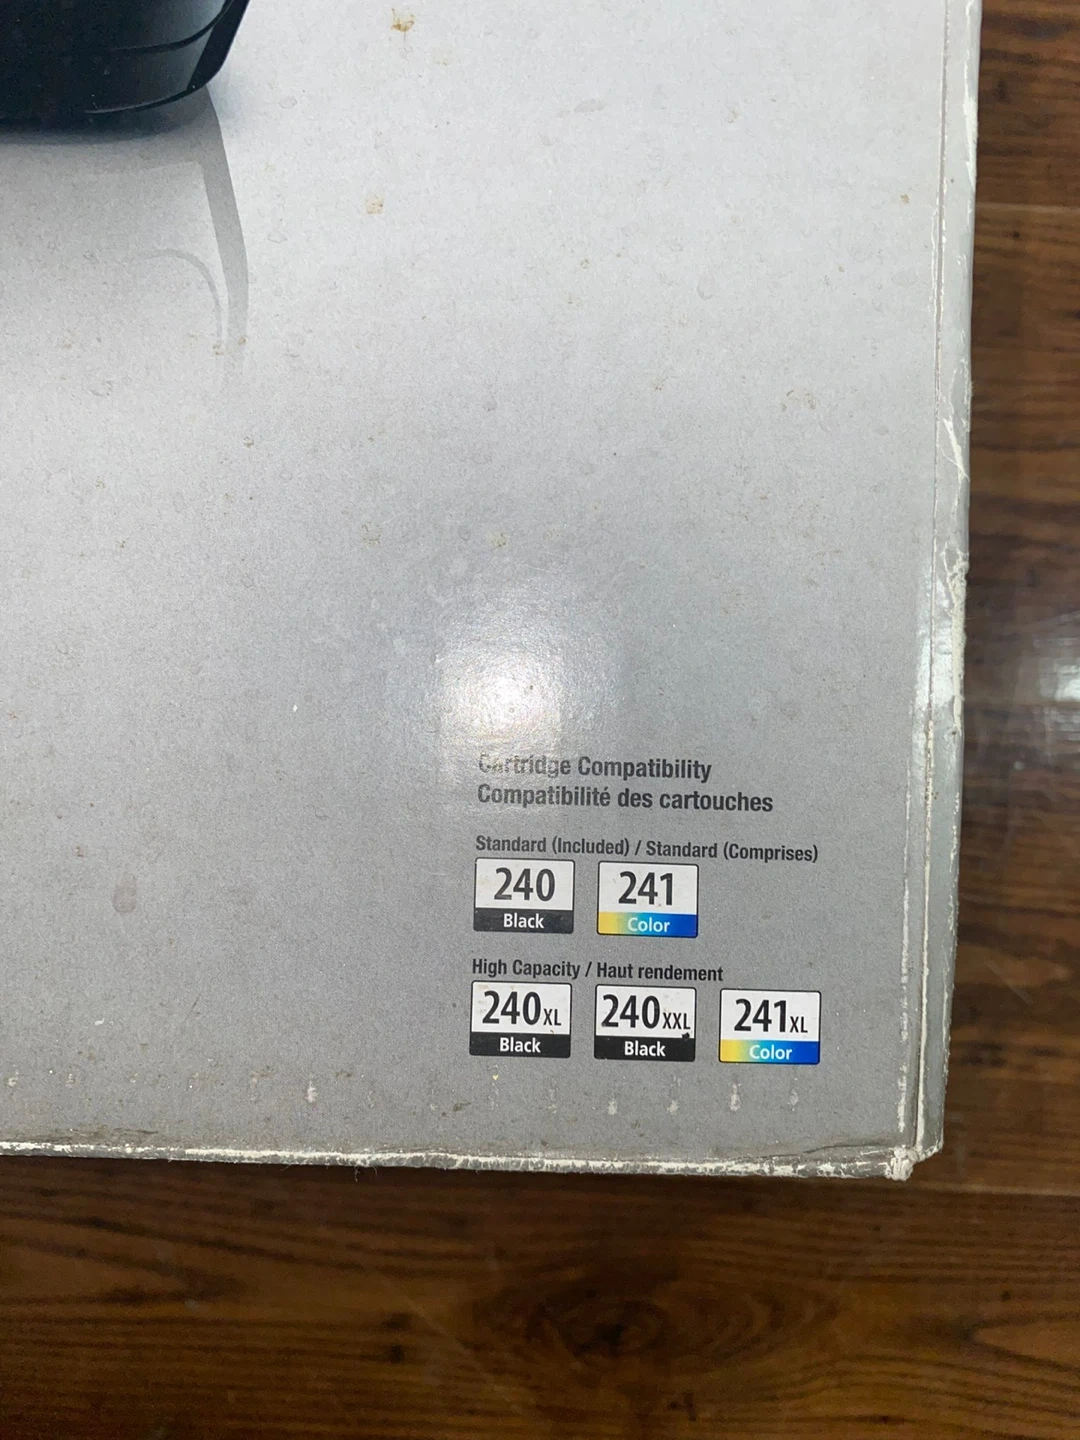 Cartridge Compatibility
Compatibilité des cartouches
Standard (Included) / Standard (Comprises)
240 241
Black Color
High Capacity / Haut rendement
240XL 240XXL 241XL
Black Black Color